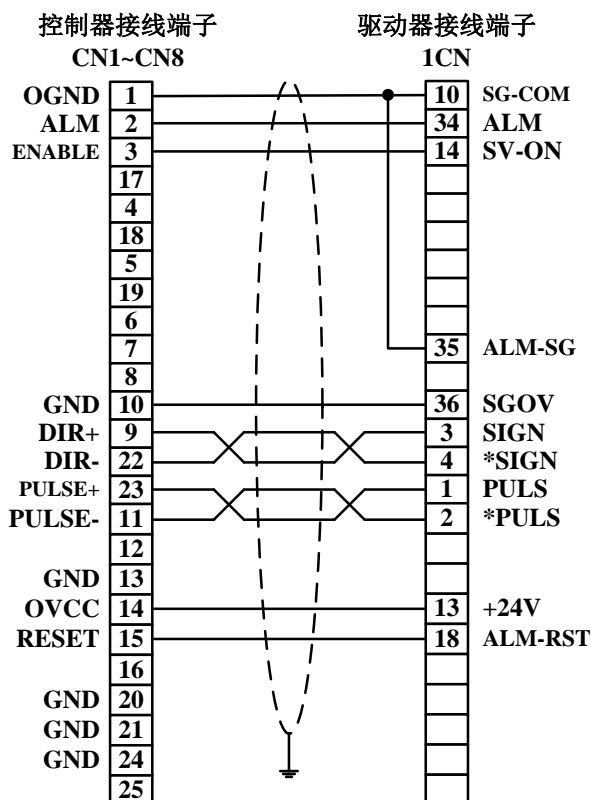 控制器接线端子 驱动器接线端子
CN1~CN8 1CN
OGND 1 10 SG-COM
ALM 2 34 ALM
ENABLE 3 14 SV-ON
17
4
18
5
19
6
7 35 ALM-SG
8
GND 10 36 SGOV
DIR+ 9 3 SIGN
DIR- 22 4 *SIGN
PULSE+ 23 1 PULS
PULSE- 11 2 *PULS
12
GND 13
OVCC 14 13 +24V
RESET 15 18 ALM-RST
16
GND 20
GND 21
GND 24
25